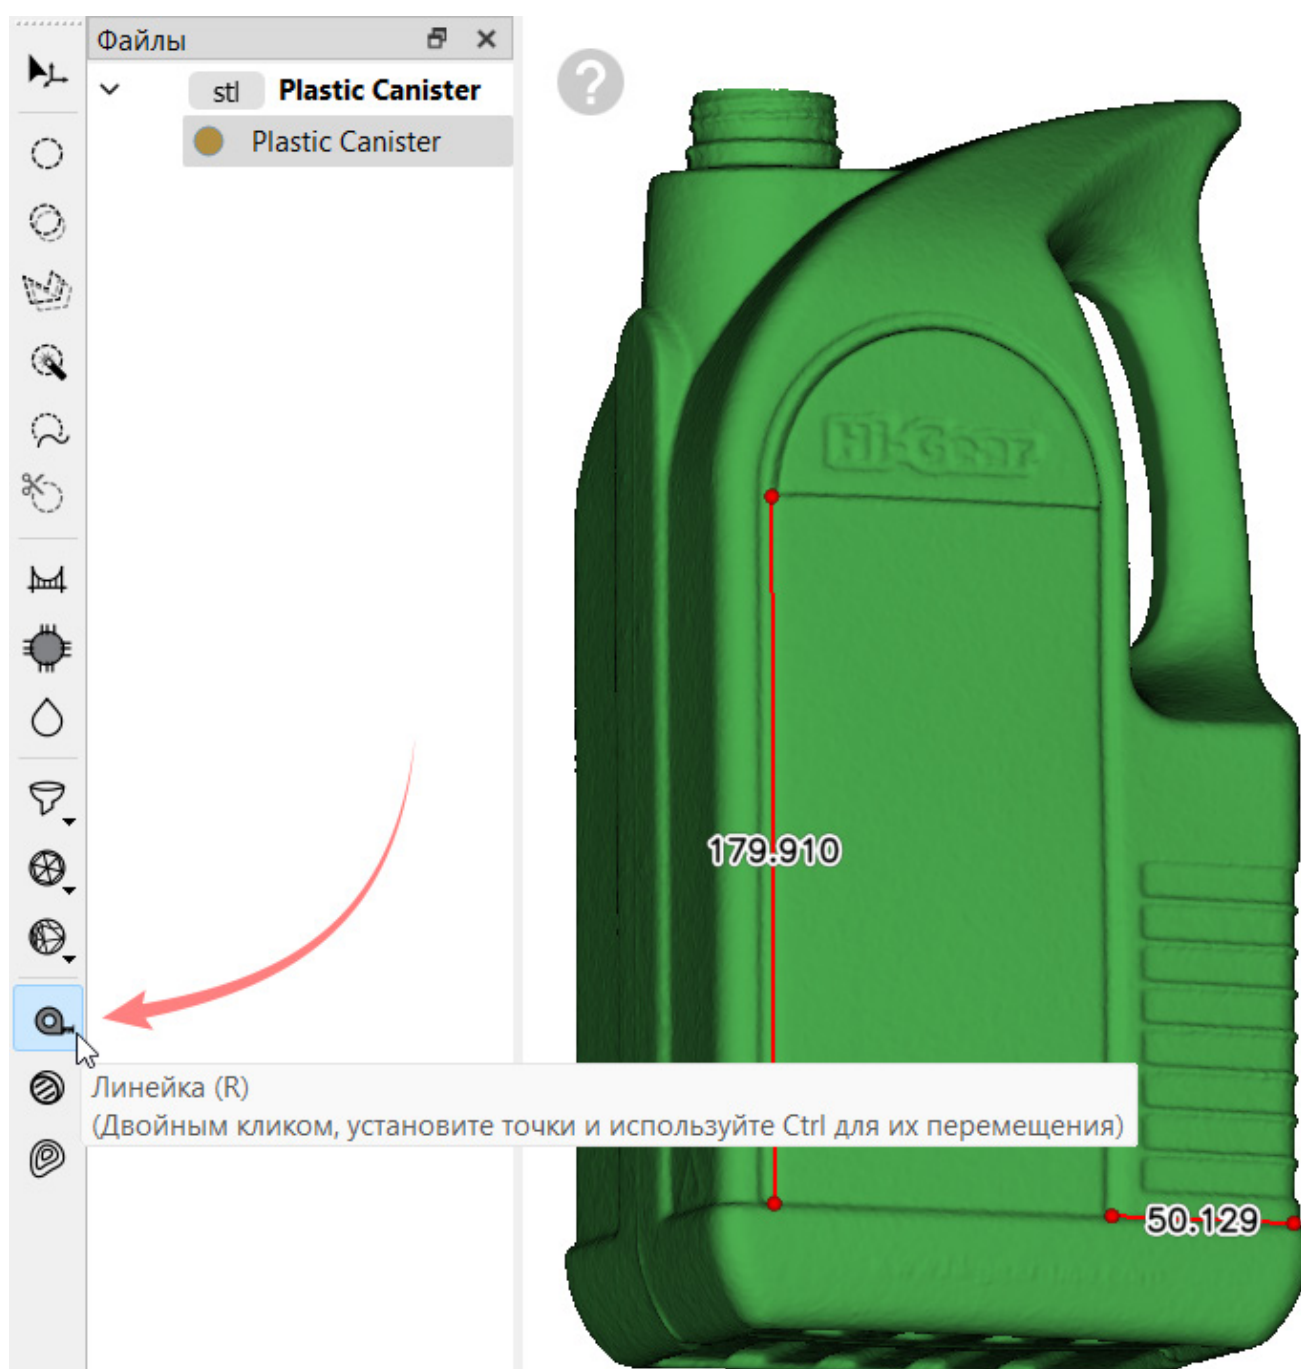 Файлы
stl Plastic Canister
Plastic Canister
?
Hi-Gear
179.910
Линейка (R)
(Двойным кликом, установите точки и используйте Ctrl для их перемещения)
50.129